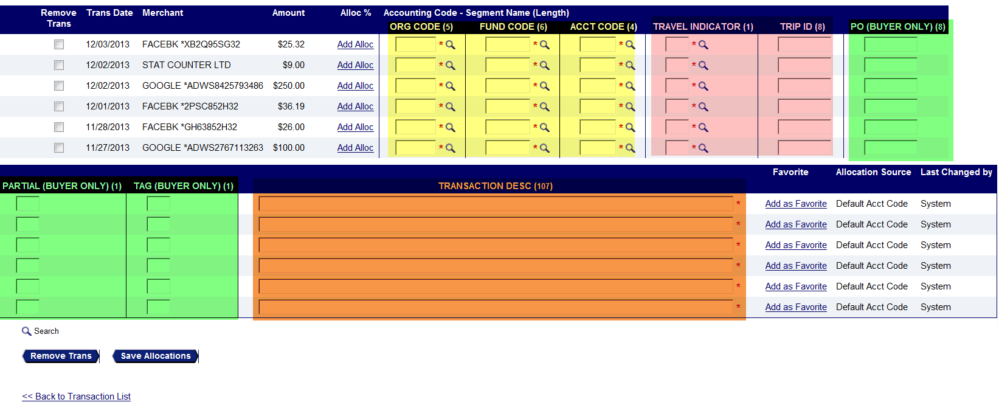 Remove Trans Trans Date Merchant Amount Alloc % Accounting Code - Segment Name (Length)
ORG CODE (5) FUND CODE (6) ACCT CODE (4) TRAVEL INDICATOR (1) TRIP ID (8) PO (BUYER ONLY) (8)
12/03/2013 FACEBK *XB2Q95SG32 $25.32 Add Alloc * * * *
12/02/2013 STAT COUNTER LTD $9.00 Add Alloc * * * *
12/02/2013 GOOGLE *ADWS8425793486 $250.00 Add Alloc * * * *
12/01/2013 FACEBK *2PSC852H32 $36.19 Add Alloc * * * *
11/28/2013 FACEBK *GH63852H32 $26.00 Add Alloc * * * *
11/27/2013 GOOGLE *ADWS2767113263 $100.00 Add Alloc * * * *
Favorite Allocation Source Last Changed by
PARTIAL (BUYER ONLY) (1) TAG (BUYER ONLY) (1) TRANSACTION DESC (107)
* Add as Favorite Default Acct Code System
* Add as Favorite Default Acct Code System
* Add as Favorite Default Acct Code System
* Add as Favorite Default Acct Code System
* Add as Favorite Default Acct Code System
* Add as Favorite Default Acct Code System
Search
Remove Trans Save Allocations
<< Back to Transaction List